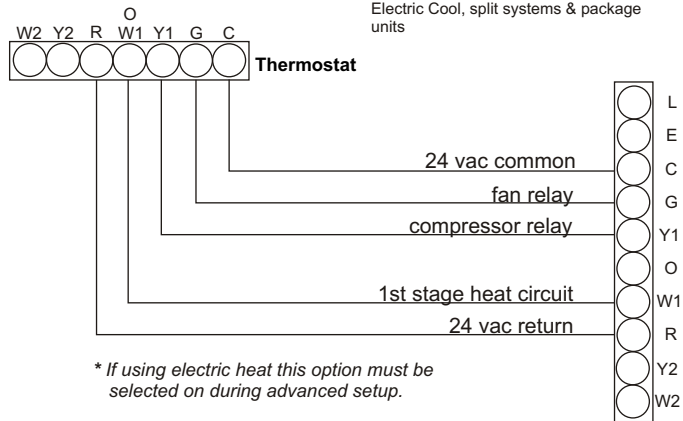 Electric Cool, split systems & package
units
O
W2 Y2 R W1 Y1 G C
Thermostat
L
E
24 vac common C
fan relay G
compressor relay Y1
O
1st stage heat circuit W1
24 vac return R
* If using electric heat this option must be
selected on during advanced setup.
Y2
W2